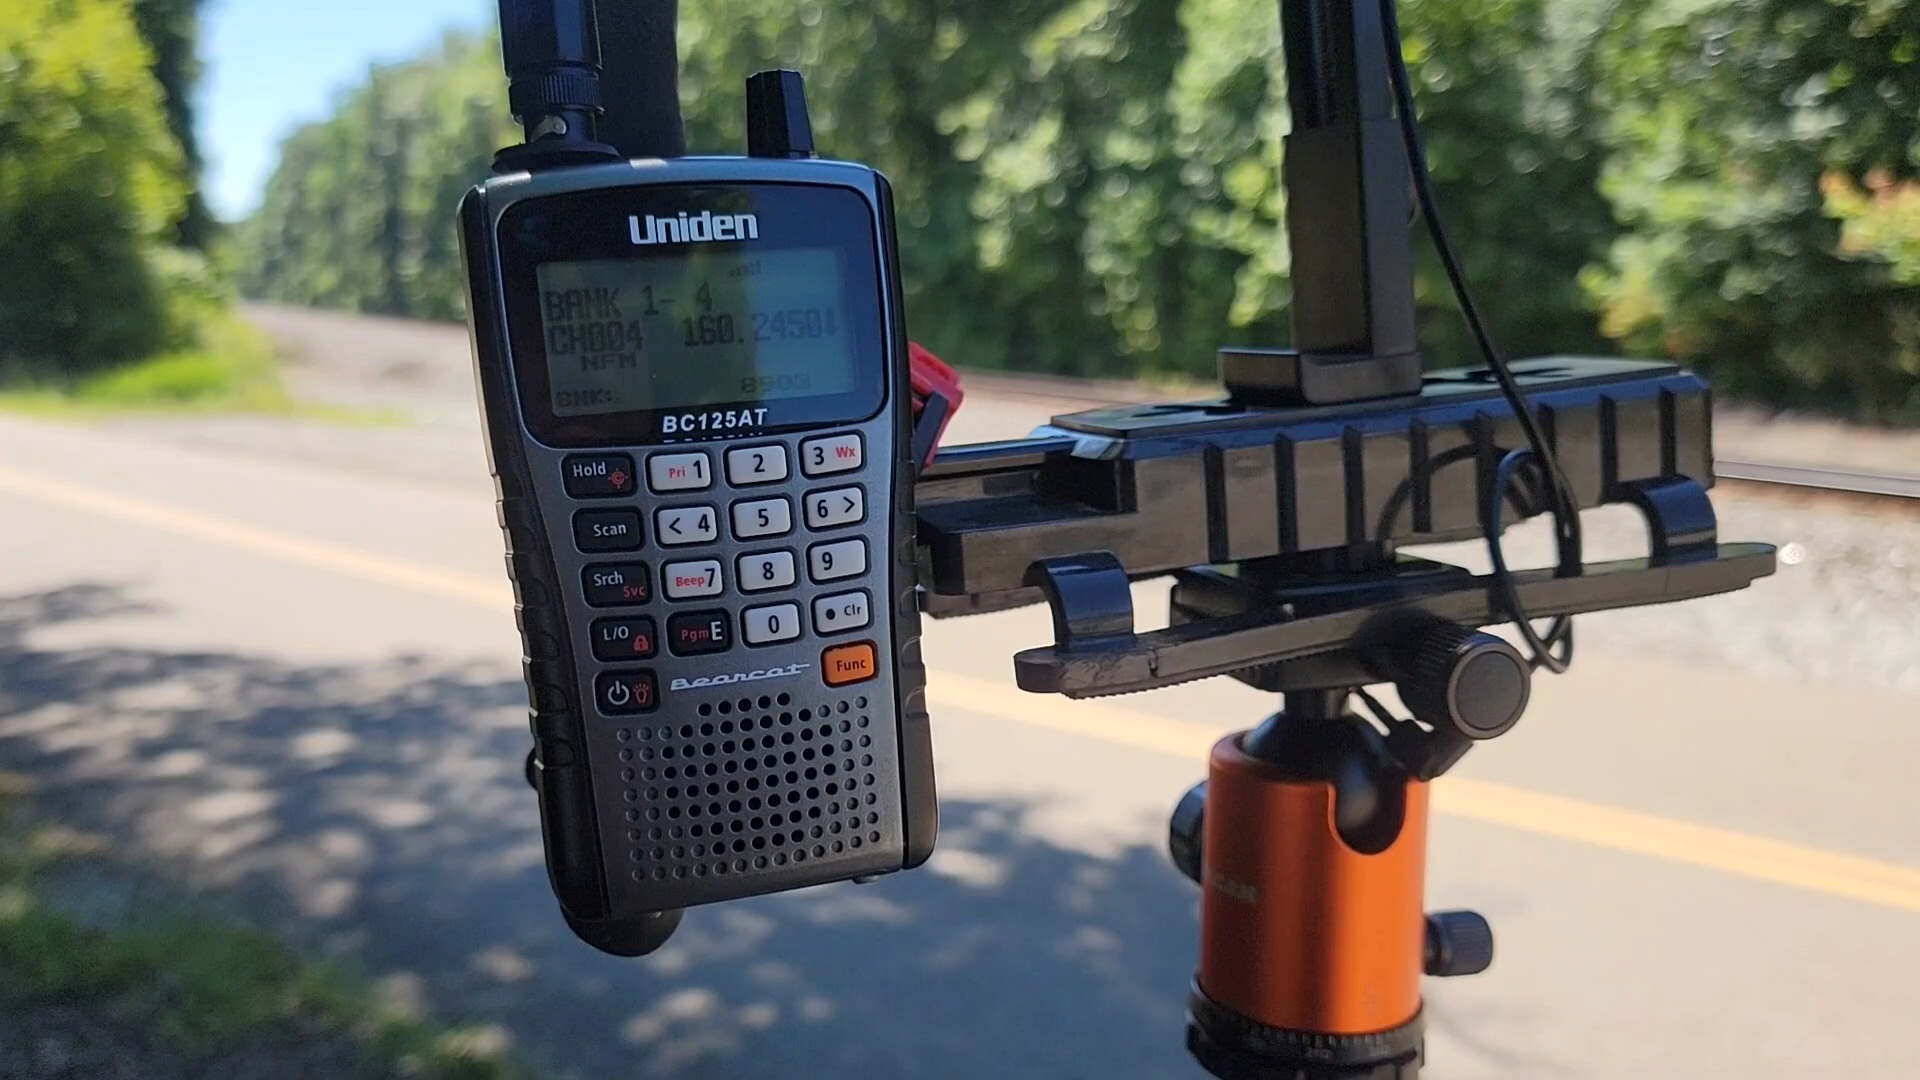 Uniden
BANK 1- 4
CH004 160.2450
NFM
BNK:
BC125AT
Hold Pri 1 2 3 Wx
Scan < 4 5 6 >
Srch Svc Beep 7 8 9
L/O Pgm E 0 • Clr
Bearcat Func